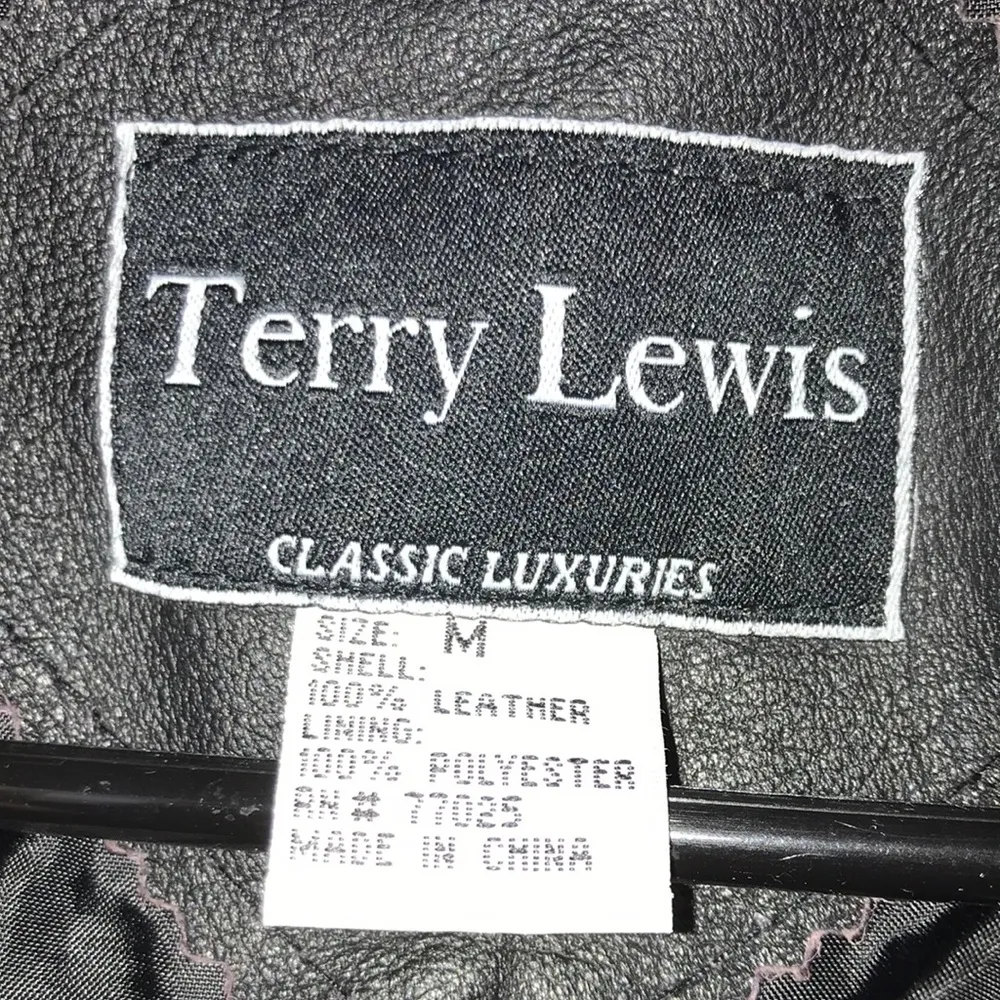 Terry Lewis
CLASSIC LUXURIES
SIZE: M
SHELL:
100% LEATHER
LINING:
100% POLYESTER
RN# 77025
MADE IN CHINA